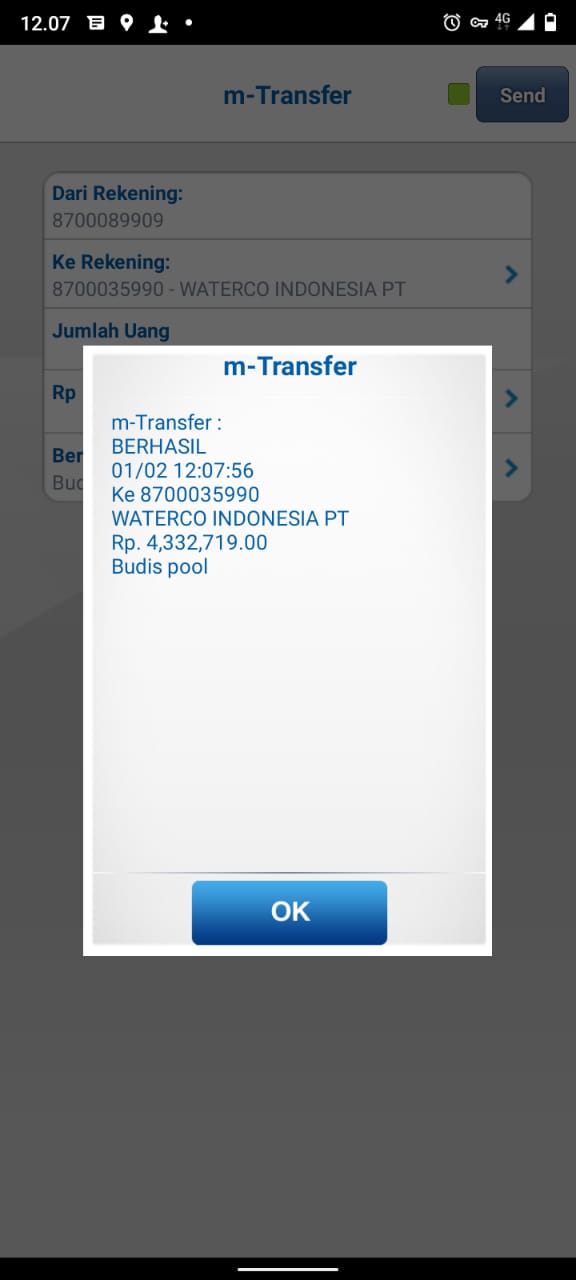 12.07
4G
m-Transfer
Send
Dari Rekening:
8700089909
Ke Rekening:
8700035990 - WATERCO INDONESIA PT
Jumlah Uang
Rp
Ber
Bud
m-Transfer
m-Transfer :
BERHASIL
01/02 12:07:56
Ke 8700035990
WATERCO INDONESIA PT
Rp. 4,332,719.00
Budis pool
OK